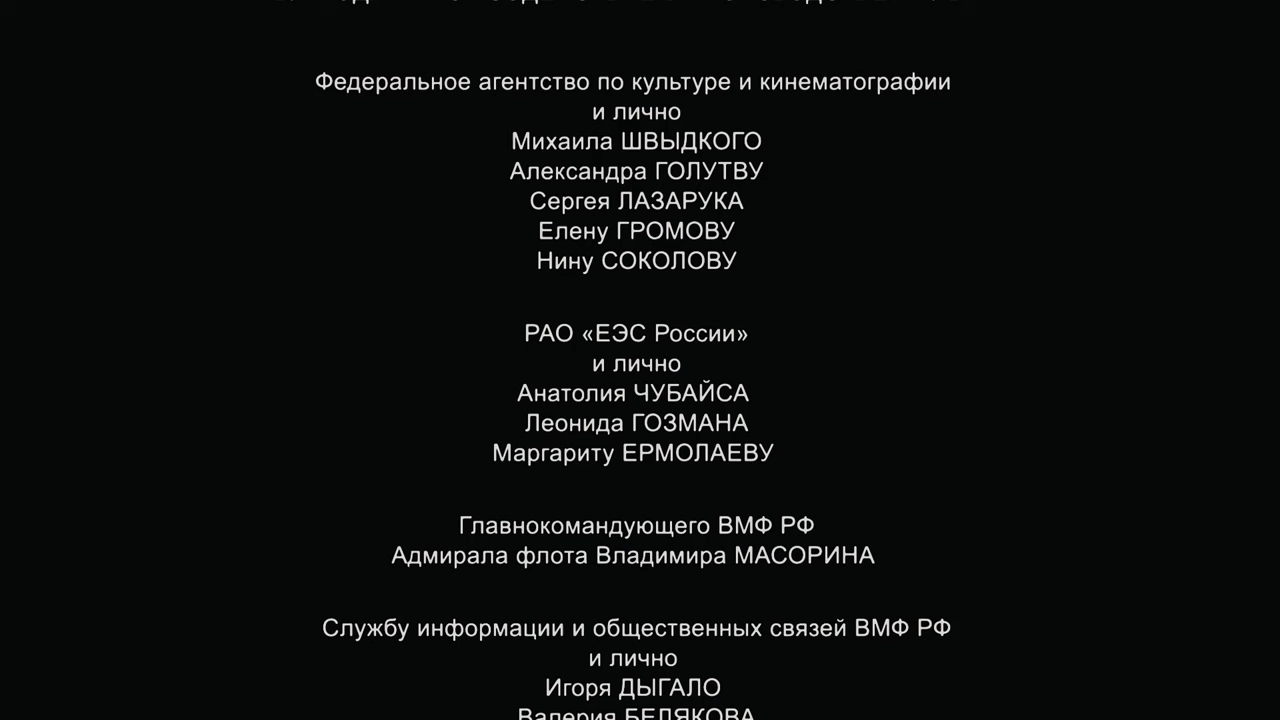 Федеральное агентство по культуре и кинематографии
и лично
Михаила ШВЫДКОГО
Александра ГОЛУТВУ
Сергея ЛАЗАРУКА
Елену ГРОМОВУ
Нину СОКОЛОВУ
РАО «ЕЭС России»
и лично
Анатолия ЧУБАЙСА
Леонида ГОЗМАНА
Маргариту ЕРМОЛАЕВУ
Главнокомандующего ВМФ РФ
Адмирала флота Владимира МАСОРИНА
Службу информации и общественных связей ВМФ РФ
и лично
Игоря ДЫГАЛО
Валерия БЕЛЯКОВА